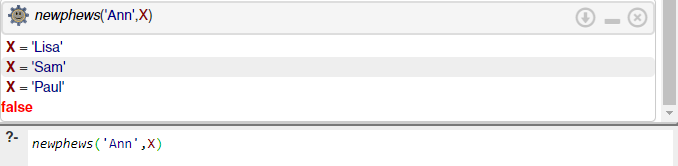 newphews('Ann',X)
X = 'Lisa'
X = 'Sam'
X = 'Paul'
false
?- newphews('Ann',X)